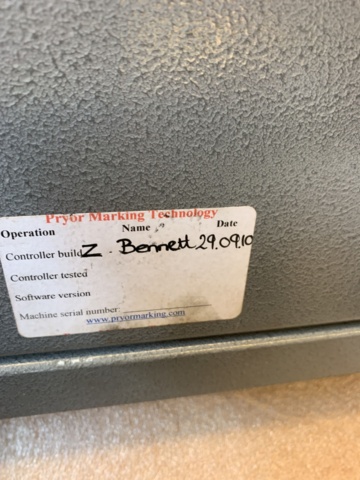 Pryor Marking Technology
Operation Name Date
Controller build Z. Bennett 29.09.10
Controller tested
Software version
Machine serial number:
www.pryormarking.com